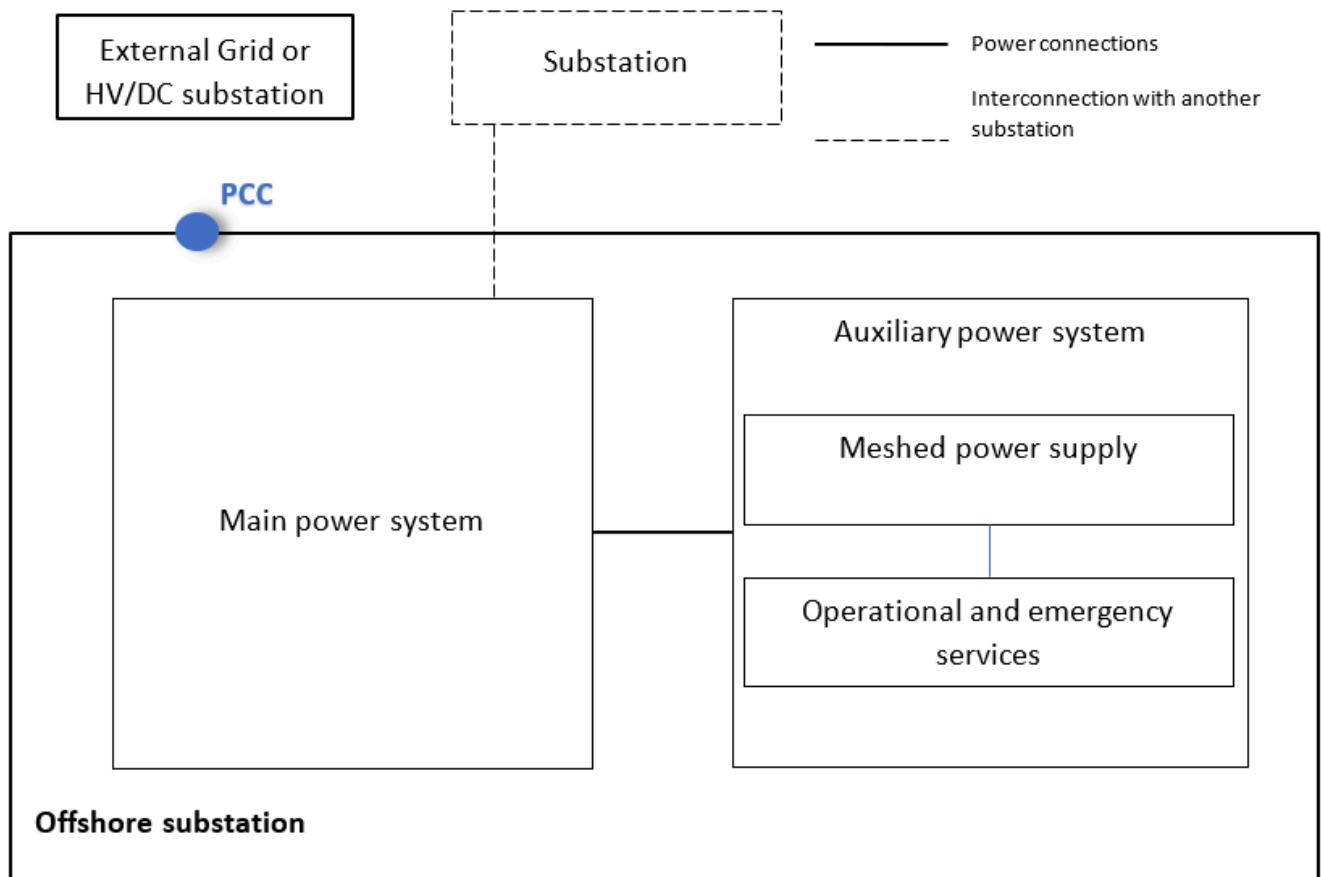 External Grid or
HV/DC substation
Substation
Power connections
Interconnection with another
substation
PCC
Auxiliary power system
Meshed power supply
Main power system
Operational and emergency
services
Offshore substation